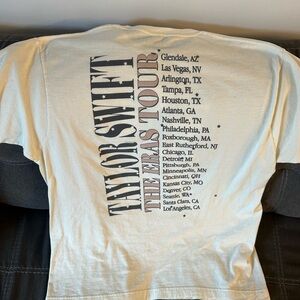 TAYLOR SWIFT
THE ERAS TOUR
Glendale, AZ
Las Vegas, NV
Arlington, TX
Tampa, FL
Houston, TX
Atlanta, GA
Nashville, TN
Philadelphia, PA
Foxborough, MA
East Rutherford, NJ
Chicago, IL
Detroit MI
Pittsburgh, PA
Minneapolis, MN
Cincinnati, OH
Kansas City, MO
Denver, CO
Seattle, WA
Santa Clara, CA
Los Angeles, CA